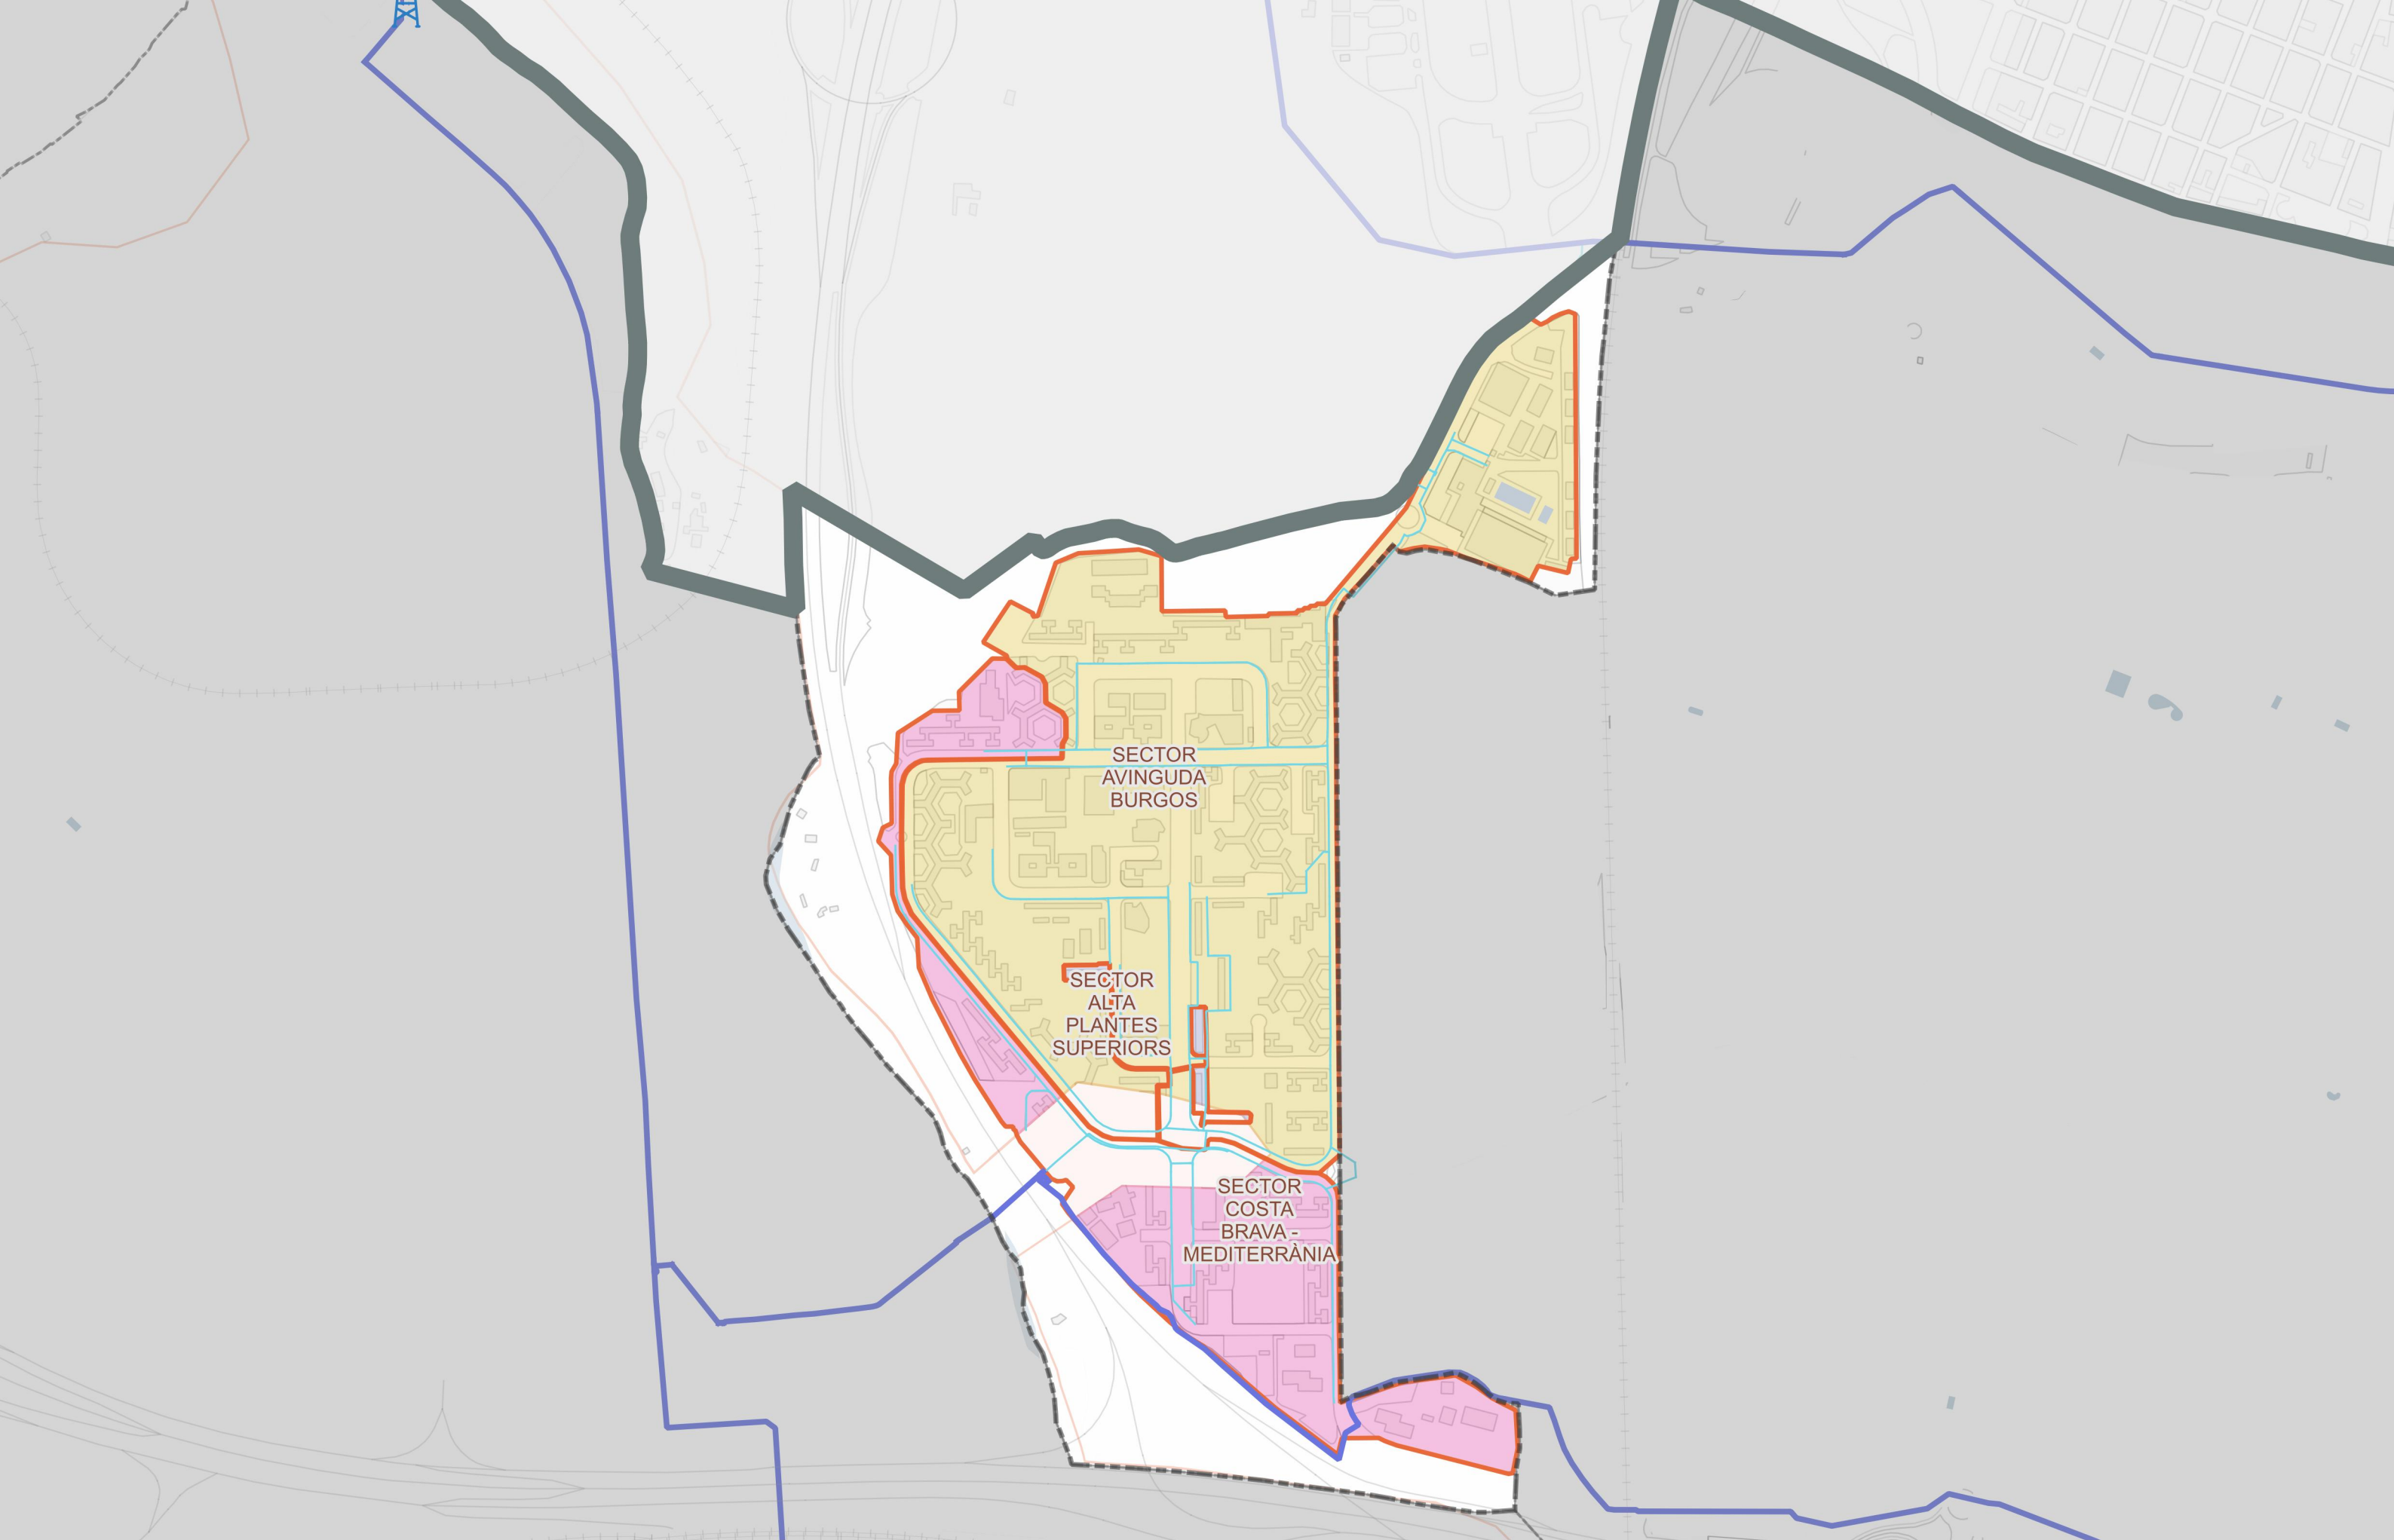 SECTOR
AVINGUDA
BURGOS
SECTOR
ALTA
PLANTES
SUPERIORS
SECTOR
COSTA
BRAVA -
MEDITERRÀNIA